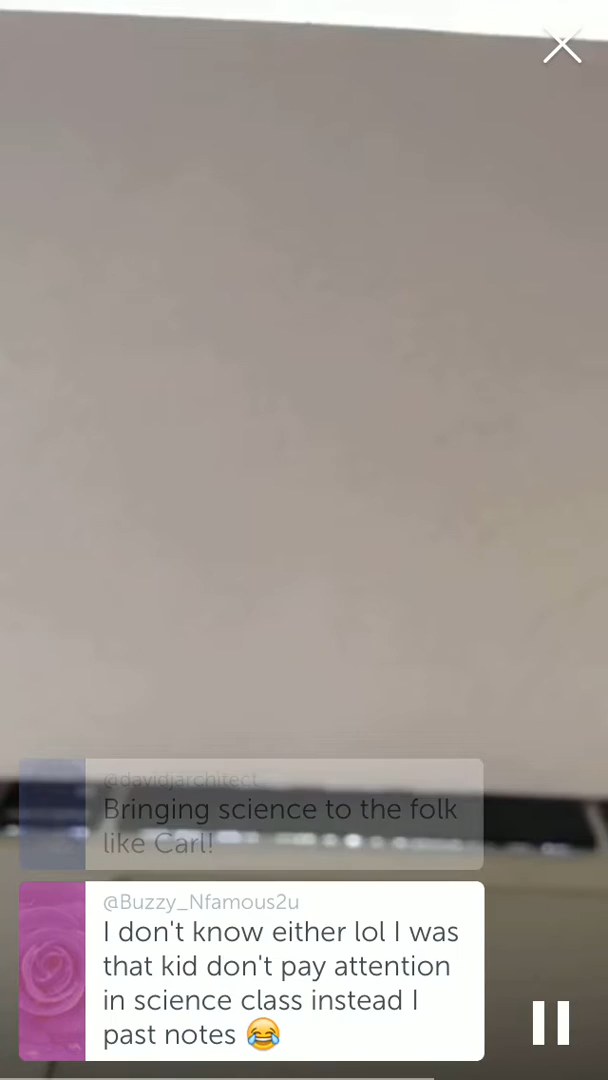 @davidjarchitect
Bringing science to the folk
like Carl!
@Buzzy_Nfamous2u
I don't know either lol I was
that kid don't pay attention
in science class instead I
past notes 😂